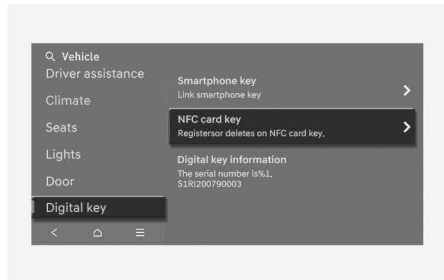 Vehicle
Driver assistance
Climate
Seats
Lights
Door
Digital key
Smartphone key
Link smartphone key
NFC card key
Registersor deletes on NFC card key,
Digital key information
The serial number is%1,
S1RI200790003